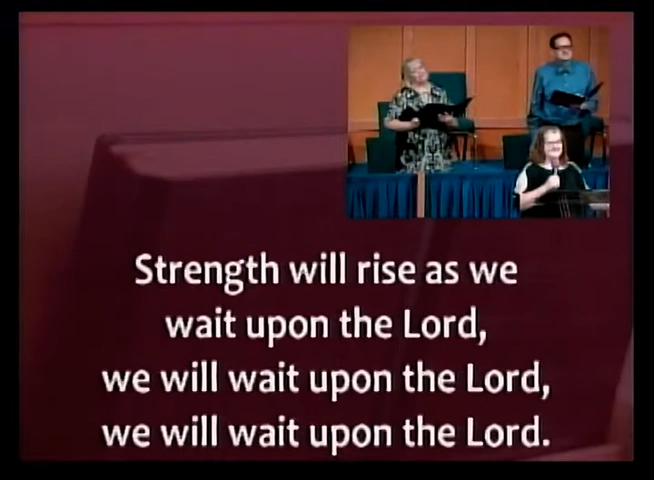 Strength will rise as we
wait upon the Lord,
we will wait upon the Lord,
we will wait upon the Lord.